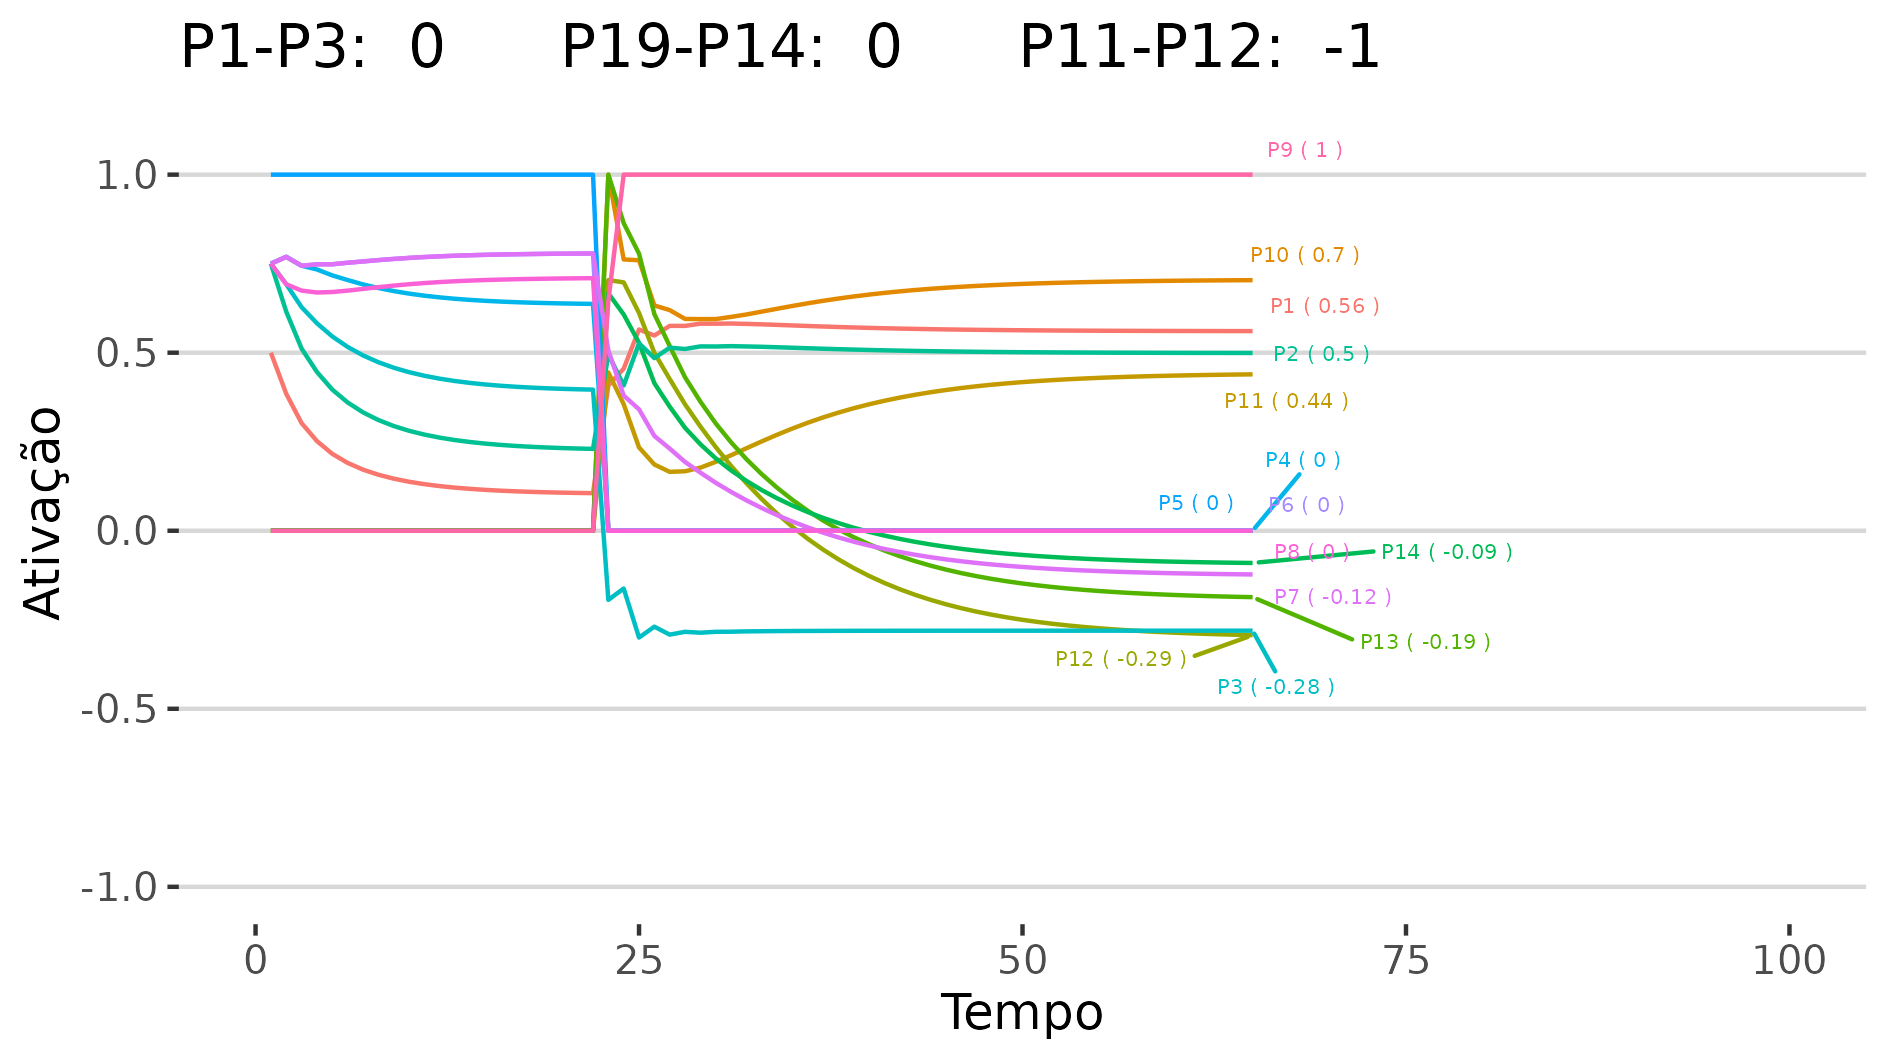 P1-P3: 0 P19-P14: 0 P11-P12: -1
P9 ( 1 )
1.0
P10 ( 0.7 )
P1 ( 0.56 )
0.5
P2 ( 0.5 )
P11 ( 0.44 )
P4 ( 0 )
P5 ( 0 )
P6 ( 0 )
0.0
P8 ( 0 )
P14 ( -0.09 )
P7 ( -0.12 )
P13 ( -0.19 )
P12 ( -0.29 )
P3 ( -0.28 )
-0.5
-1.0
Ativação
0 25 50 75 100
Tempo